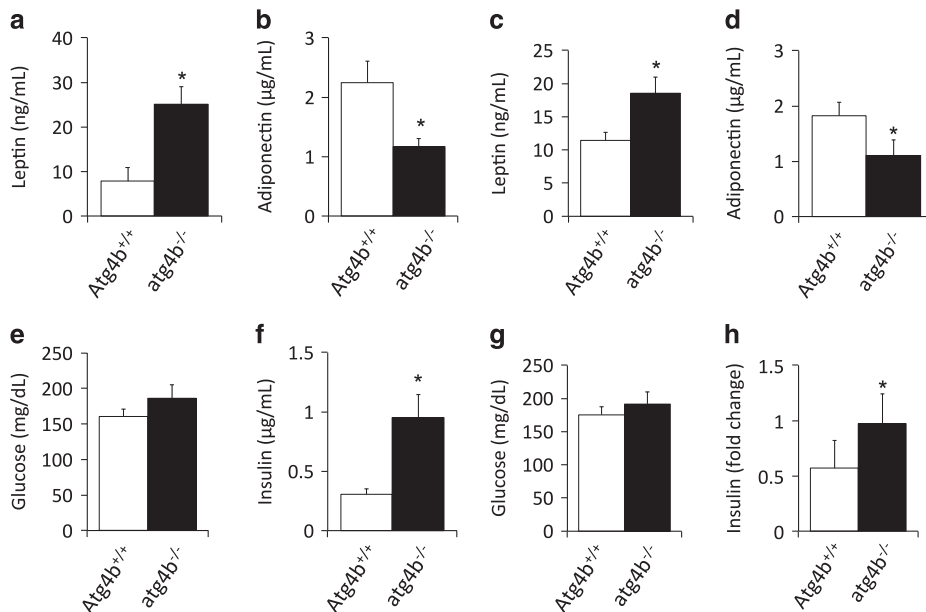 a
Leptin (ng/mL)
40
30
20
10
0
*
Atg4b+/+
atg4b-/-
b
Adiponectin (µg/mL)
3
2
1
0
*
Atg4b+/+
atg4b-/-
c
Leptin (ng/mL)
25
20
15
10
5
0
*
Atg4b+/+
atg4b-/-
d
Adiponectin (µg/mL)
3
2
1
0
*
Atg4b+/+
atg4b-/-
e
Glucose (mg/dL)
250
200
150
100
50
0
Atg4b+/+
atg4b-/-
f
Insulin (µg/mL)
1.5
1
0.5
0
*
Atg4b+/+
atg4b-/-
g
Glucose (mg/dL)
250
200
150
100
50
0
Atg4b+/+
atg4b-/-
h
Insulin (fold change)
1.5
1
0.5
0
*
Atg4b+/+
atg4b-/-